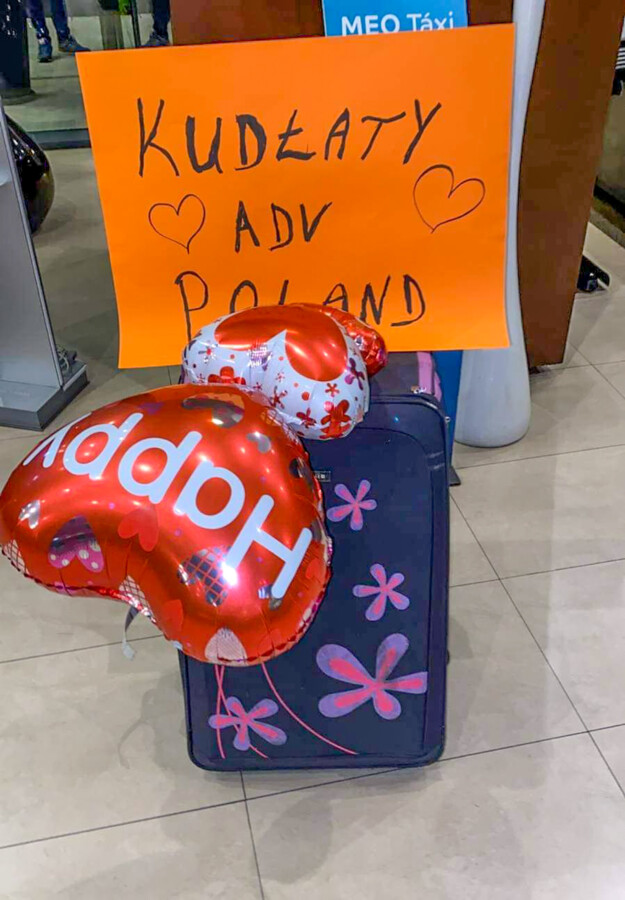 MEO Táxi
KUDŁATY
ADV
POLAND
Happy